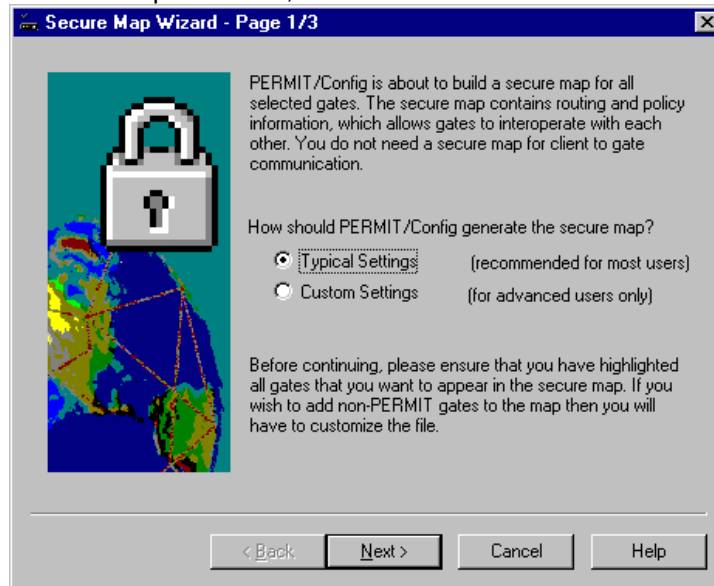 Secure Map Wizard - Page 1/3
PERMIT/Config is about to build a secure map for all
selected gates. The secure map contains routing and policy
information, which allows gates to interoperate with each
other. You do not need a secure map for client to gate
communication.
How should PERMIT/Config generate the secure map?
Typical Settings (recommended for most users)
Custom Settings (for advanced users only)
Before continuing, please ensure that you have highlighted
all gates that you want to appear in the secure map. If you
wish to add non-PERMIT gates to the map then you will
have to customize the file.
< Back Next > Cancel Help